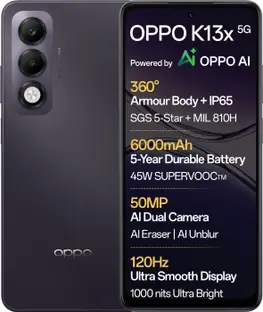 OPPO K13x 5G
Powered by Ai OPPO AI
360°
Armour Body + IP65
SGS 5-Star + MIL 810H
6000mAh
5-Year Durable Battery
45W SUPERVOOC™
50MP
AI Dual Camera
AI Eraser | AI Unblur
120Hz
Ultra Smooth Display
1000 nits Ultra Bright
oppo